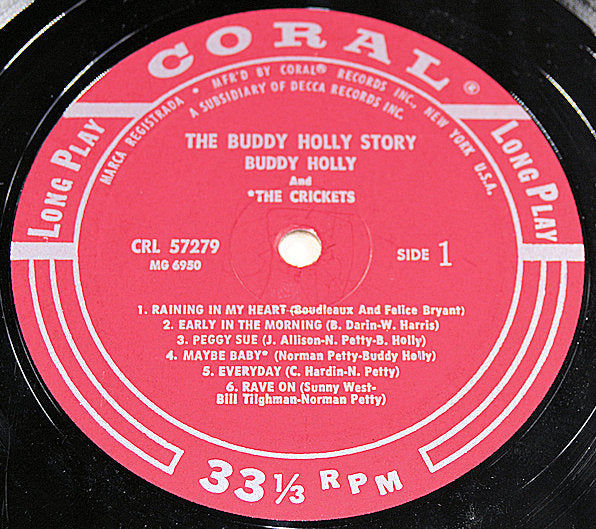 CORAL®
MARCA REGISTRADA • MFR'D BY CORAL® RECORDS INC., NEW YORK U.S.A.
A SUBSIDIARY OF DECCA RECORDS INC.
LONG PLAY
LONG PLAY
THE BUDDY HOLLY STORY
BUDDY HOLLY
And
*THE CRICKETS
CRL 57279
MG 6950
SIDE 1
1. RAINING IN MY HEART (Boudleaux And Felice Bryant)
2. EARLY IN THE MORNING (B. Darin-W. Harris)
3. PEGGY SUE (J. Allison-N. Petty-B. Holly)
4. MAYBE BABY* (Norman Petty-Buddy Holly)
5. EVERYDAY (C. Hardin-N. Petty)
6. RAVE ON (Sunny West-
Bill Tilghman-Norman Petty)
33 1/3 RPM